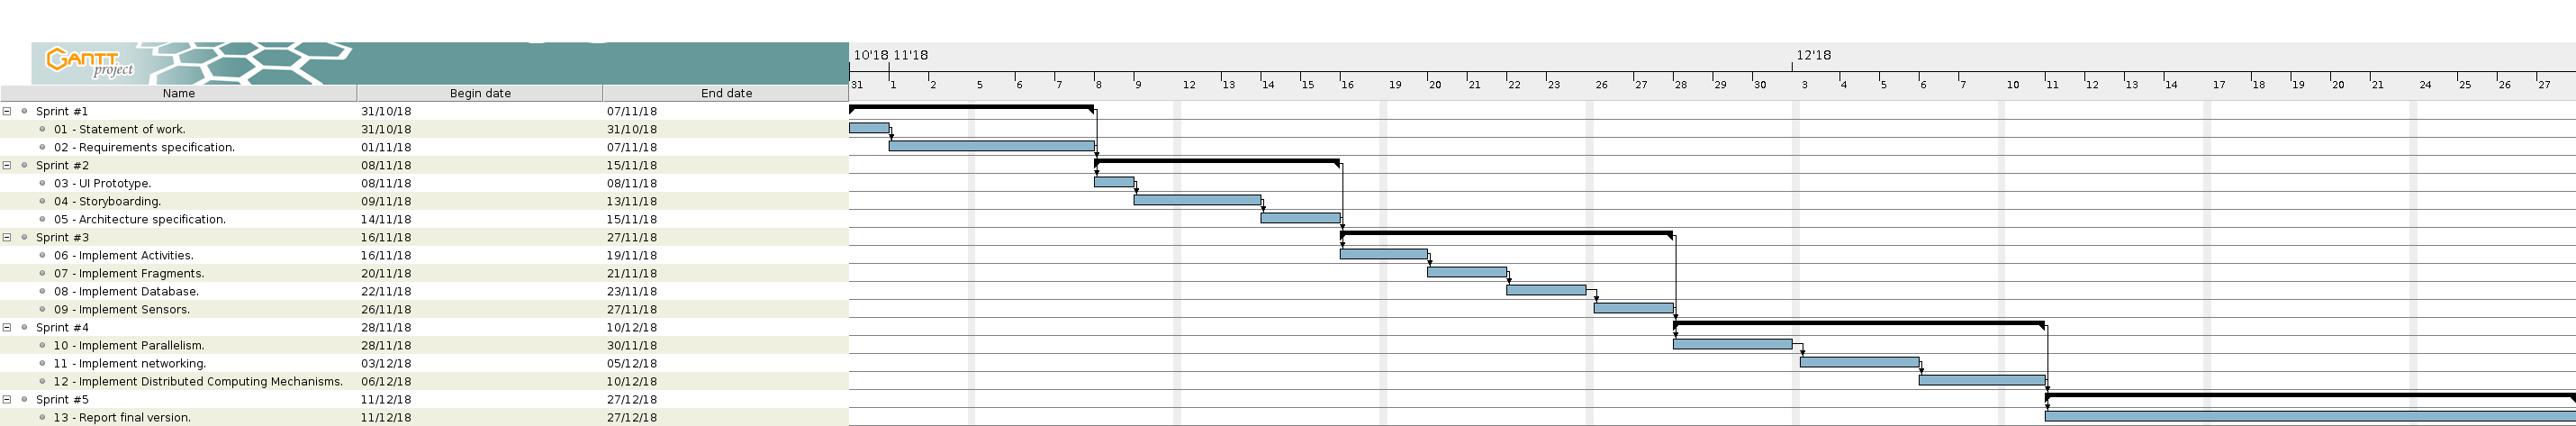 GANTT
project
10'18 11'18 12'18
31 1 2 5 6 7 8 9 12 13 14 15 16 19 20 21 22 23 26 27 28 29 30 3 4 5 6 7 10 11 12 13 14 17 18 19 20 21 24 25 26 27
Name Begin date End date
Sprint #1 31/10/18 07/11/18
01 - Statement of work. 31/10/18 31/10/18
02 - Requirements specification. 01/11/18 07/11/18
Sprint #2 08/11/18 15/11/18
03 - UI Prototype. 08/11/18 08/11/18
04 - Storyboarding. 09/11/18 13/11/18
05 - Architecture specification. 14/11/18 15/11/18
Sprint #3 16/11/18 27/11/18
06 - Implement Activities. 16/11/18 19/11/18
07 - Implement Fragments. 20/11/18 21/11/18
08 - Implement Database. 22/11/18 23/11/18
09 - Implement Sensors. 26/11/18 27/11/18
Sprint #4 28/11/18 10/12/18
10 - Implement Parallelism. 28/11/18 30/11/18
11 - Implement networking. 03/12/18 05/12/18
12 - Implement Distributed Computing Mechanisms. 06/12/18 10/12/18
Sprint #5 11/12/18 27/12/18
13 - Report final version. 11/12/18 27/12/18